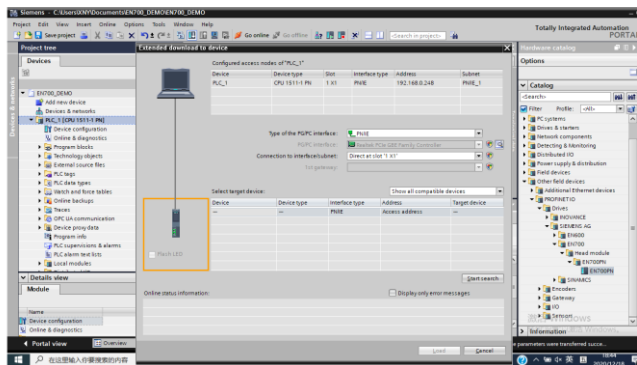 Siemens - C:\Users\XNY\Documents\EN700_DEMO\EN700_DEMO
Project Edit View Insert Online Options Tools Window Help
Save project
Go online Go offline
<Search in project>
Totally Integrated Automation
PORTAL
Project tree
Devices
Devices & networks
EN700_DEMO
Add new device
Devices & networks
PLC_1 [CPU 1511-1 PN]
Device configuration
Online & diagnostics
Program blocks
Technology objects
External source files
PLC tags
PLC data types
Watch and force tables
Online backups
Traces
OPC UA communication
Device proxy data
Program info
PLC supervisions & alarms
PLC alarm text lists
Local modules
Details view
Module
Name
Device configuration
Online & diagnostics
Portal view
Overview
Extended download to device
Configured access nodes of "PLC_1"
Device Device type Slot Interface type Address Subnet
PLC_1 CPU 1511-1 PN 1 X1 PN/IE 192.168.0.248 PN/IE_1
Type of the PG/PC interface: PN/IE
PG/PC interface: Realtek PCIe GBE Family Controller
Connection to interface/subnet: Direct at slot '1 X1'
1st gateway:
Select target device:
Show all compatible devices
Device Device type Interface type Address Target device
— — PN/IE Access address —
Flash LED
Start search
Online status information:
Display only error messages
Load
Cancel
Hardware catalog
Options
Catalog
<Search>
Filter Profile: <All>
PC systems
Drives & starters
Network components
Detecting & Monitoring
Distributed I/O
Power supply & distribution
Field devices
Other field devices
Additional Ethernet devices
PROFINET IO
Drives
INOVANCE
SIEMENS AG
EN600
EN700
Head module
EN700PN
EN700PN
SINAMICS
Encoders
Gateway
I/O
Sensors
Information
parameters were transferred succe...
在这里输入你要搜索的内容
英
16:44
2020/12/18